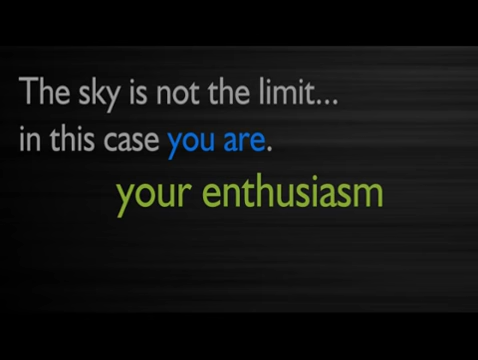 The sky is not the limit...
in this case you are.
your enthusiasm